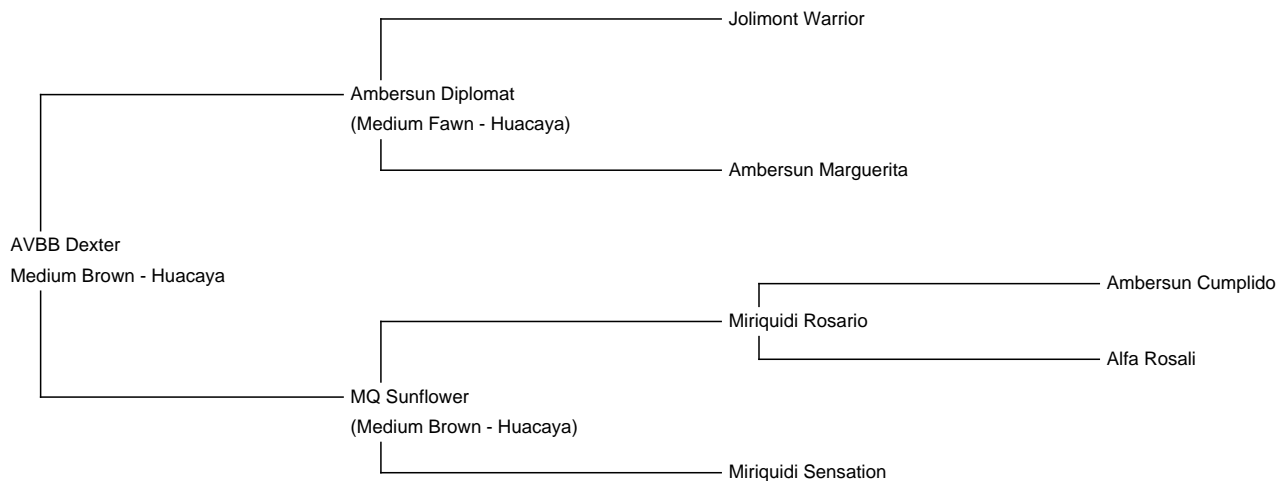 Jolimont Warrior
Ambersun Diplomat
(Medium Fawn - Huacaya)
Ambersun Marguerita
AVBB Dexter
Medium Brown - Huacaya
Ambersun Cumplido
Miriquidi Rosario
Alfa Rosali
MQ Sunflower
(Medium Brown - Huacaya)
Miriquidi Sensation